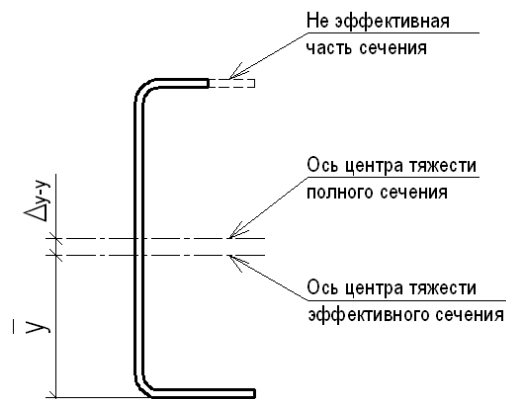 Не эффективная
часть сечения
Ось центра тяжести
полного сечения
Δy-y
Ось центра тяжести
эффективного сечения
y̅